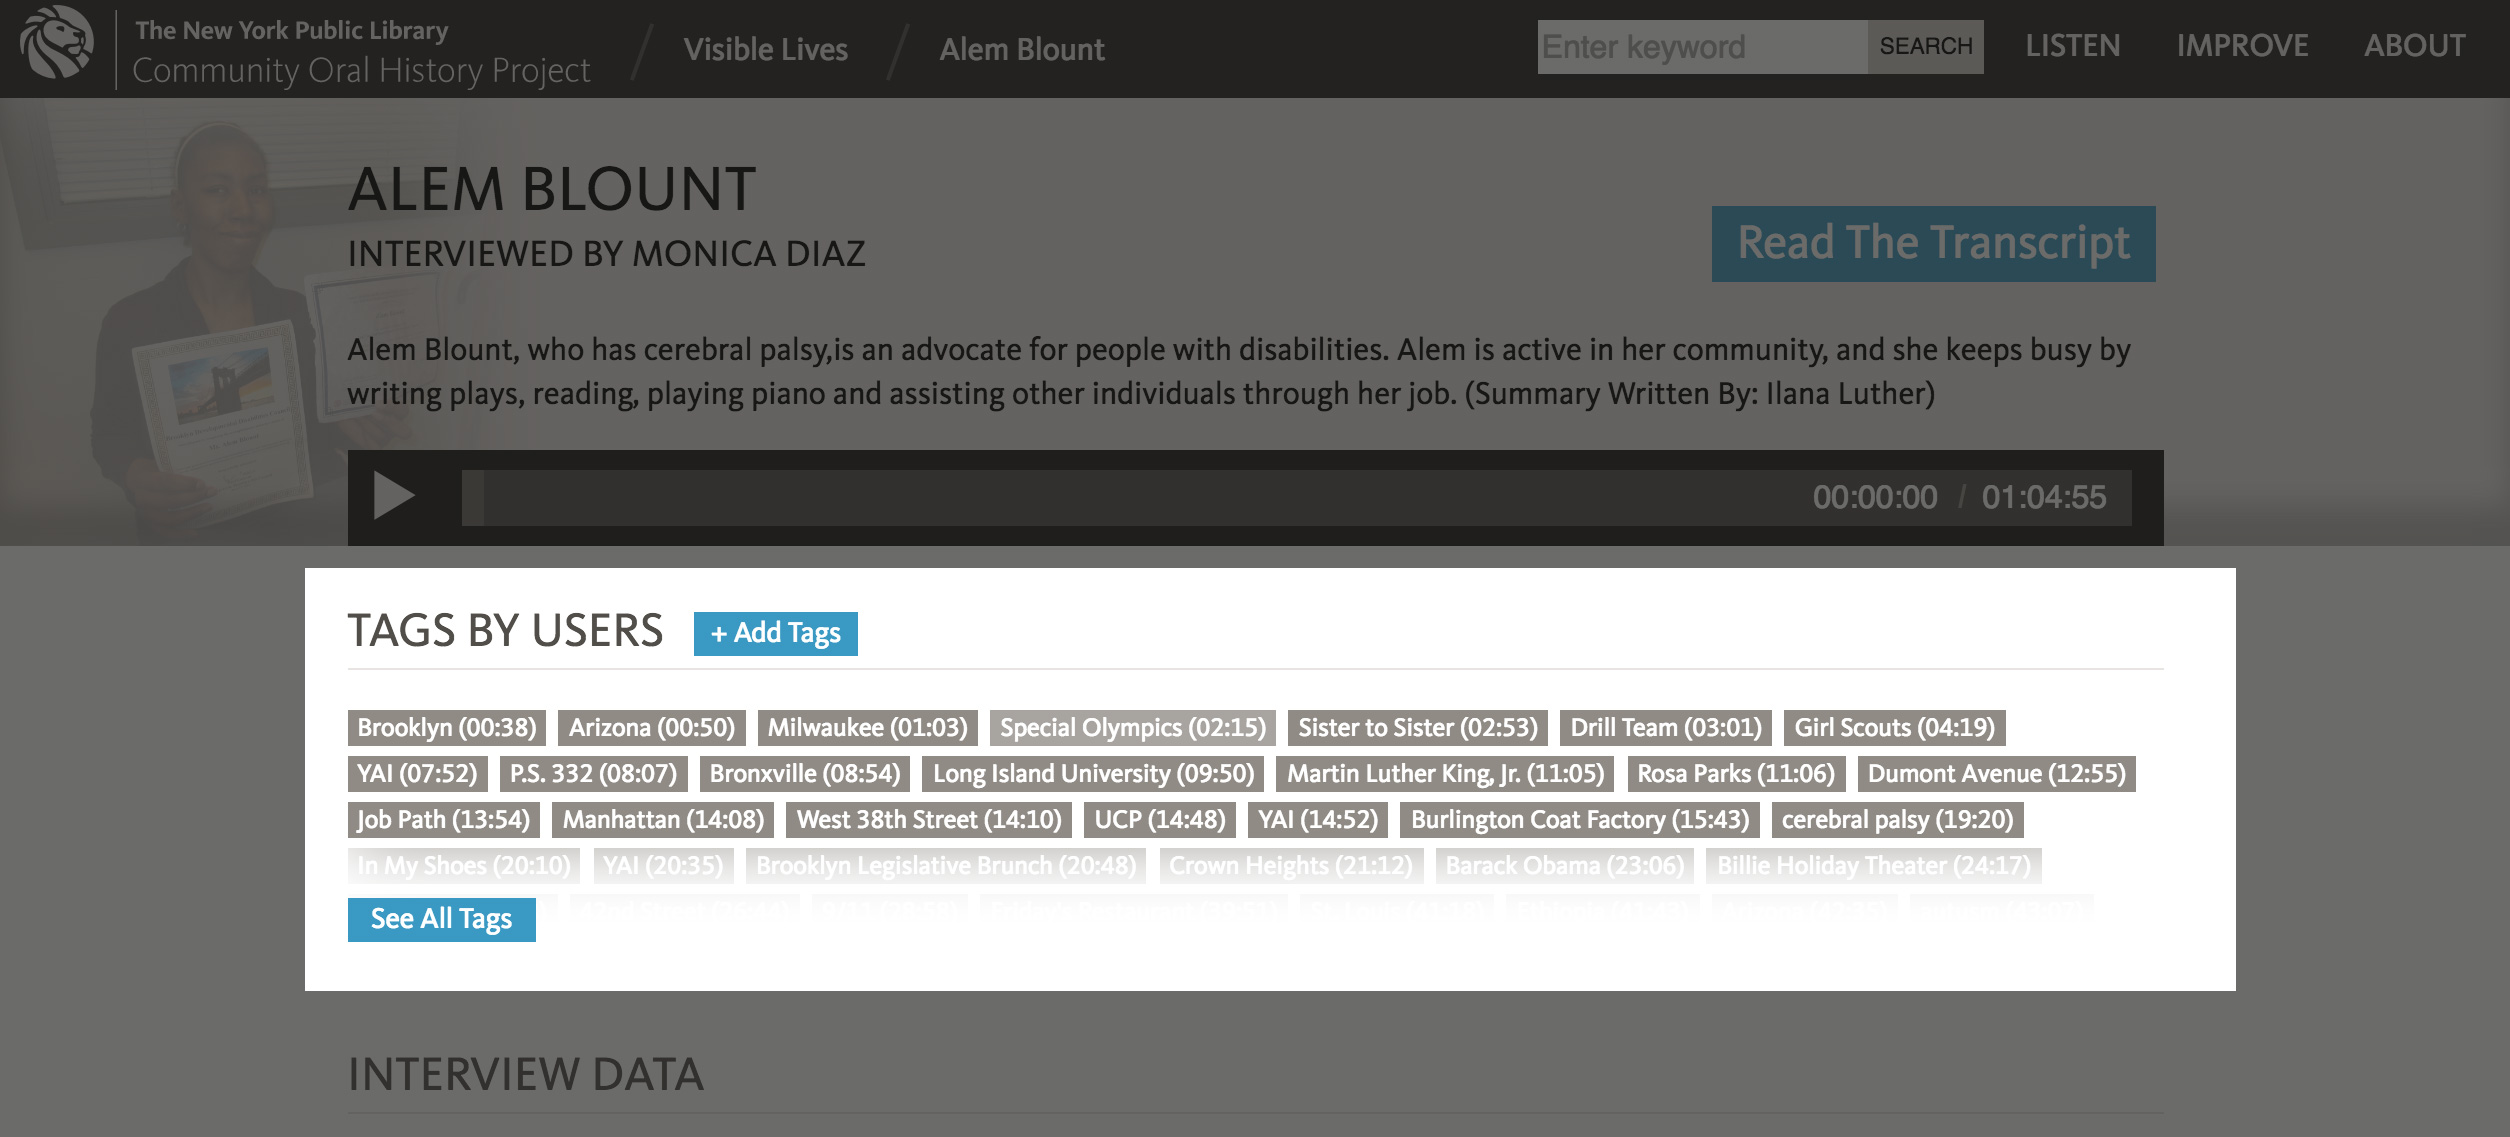 The New York Public Library
Community Oral History Project / Visible Lives / Alem Blount Enter keyword SEARCH LISTEN IMPROVE ABOUT
ALEM BLOUNT
INTERVIEWED BY MONICA DIAZ
Read The Transcript
Alem Blount, who has cerebral palsy,is an advocate for people with disabilities. Alem is active in her community, and she keeps busy by
writing plays, reading, playing piano and assisting other individuals through her job. (Summary Written By: Ilana Luther)
00:00:00 / 01:04:55
TAGS BY USERS + Add Tags
Brooklyn (00:38) Arizona (00:50) Milwaukee (01:03) Special Olympics (02:15) Sister to Sister (02:53) Drill Team (03:01) Girl Scouts (04:19)
YAI (07:52) P.S. 332 (08:07) Bronxville (08:54) Long Island University (09:50) Martin Luther King, Jr. (11:05) Rosa Parks (11:06) Dumont Avenue (12:55)
Job Path (13:54) Manhattan (14:08) West 38th Street (14:10) UCP (14:48) YAI (14:52) Burlington Coat Factory (15:43) cerebral palsy (19:20)
In My Shoes (20:10) YAI (20:35) Brooklyn Legislative Brunch (20:48) Crown Heights (21:12) Barack Obama (23:06) Billie Holiday Theater (24:17)
See All Tags
INTERVIEW DATA